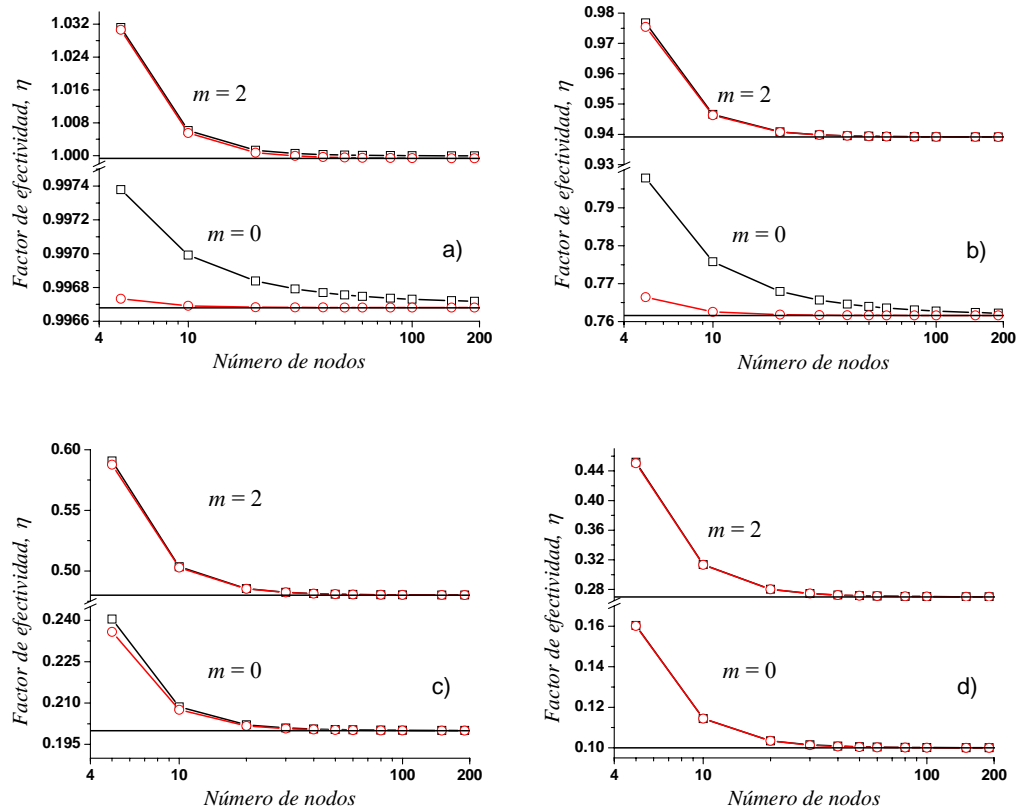 Factor de efectividad, η
1.032
1.024
1.016
1.008
1.000
0.9974
0.9972
0.9970
0.9968
0.9966
m = 2
m = 0
a)
4
10
100
200
Número de nodos
Factor de efectividad, η
0.98
0.97
0.96
0.95
0.94
0.93
0.79
0.78
0.77
0.76
m = 2
m = 0
b)
4
10
100
200
Número de nodos
Factor de efectividad, η
0.60
0.55
0.50
0.240
0.225
0.210
0.195
m = 2
m = 0
c)
4
10
100
200
Número de nodos
Factor de efectividad, η
0.44
0.36
0.28
0.16
0.14
0.12
0.10
m = 2
m = 0
d)
4
10
100
200
Número de nodos